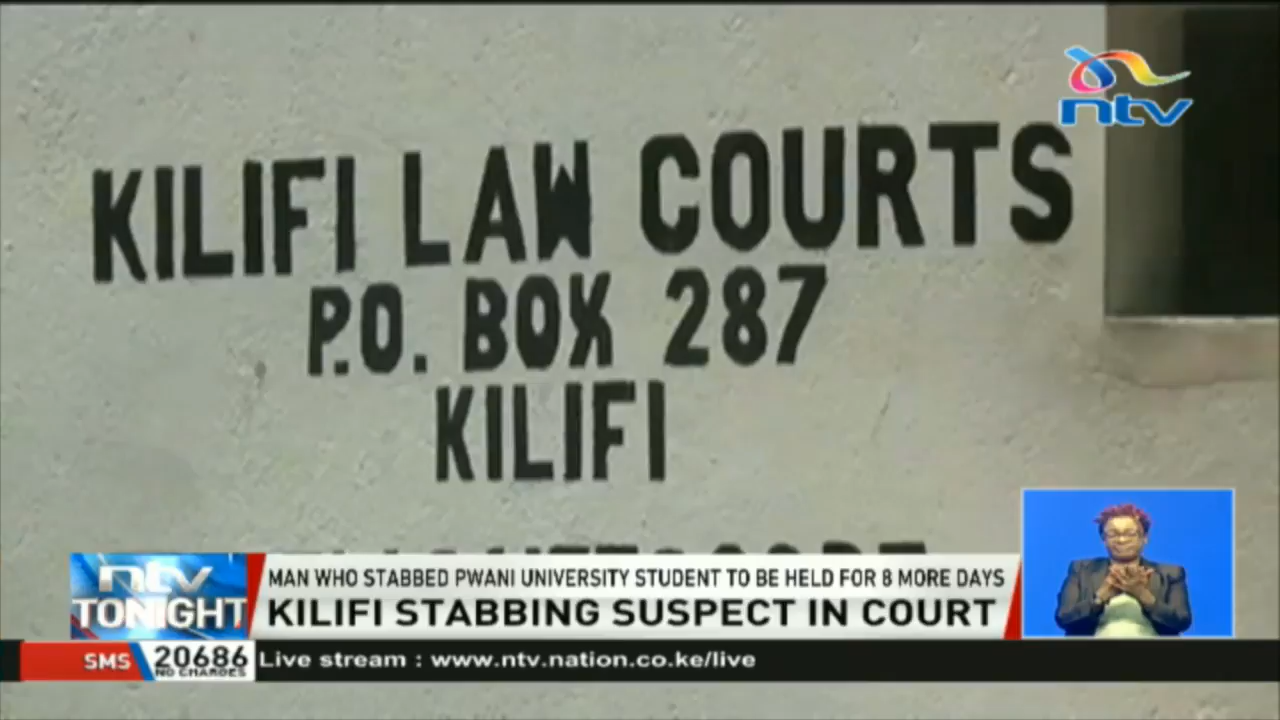 ntv
KILIFI LAW COURTS
P.O. BOX 287
KILIFI
ntv
TONIGHT
MAN WHO STABBED PWANI UNIVERSITY STUDENT TO BE HELD FOR 8 MORE DAYS
KILIFI STABBING SUSPECT IN COURT
SMS 20686
NO CHARGES
Live stream : www.ntv.nation.co.ke/live